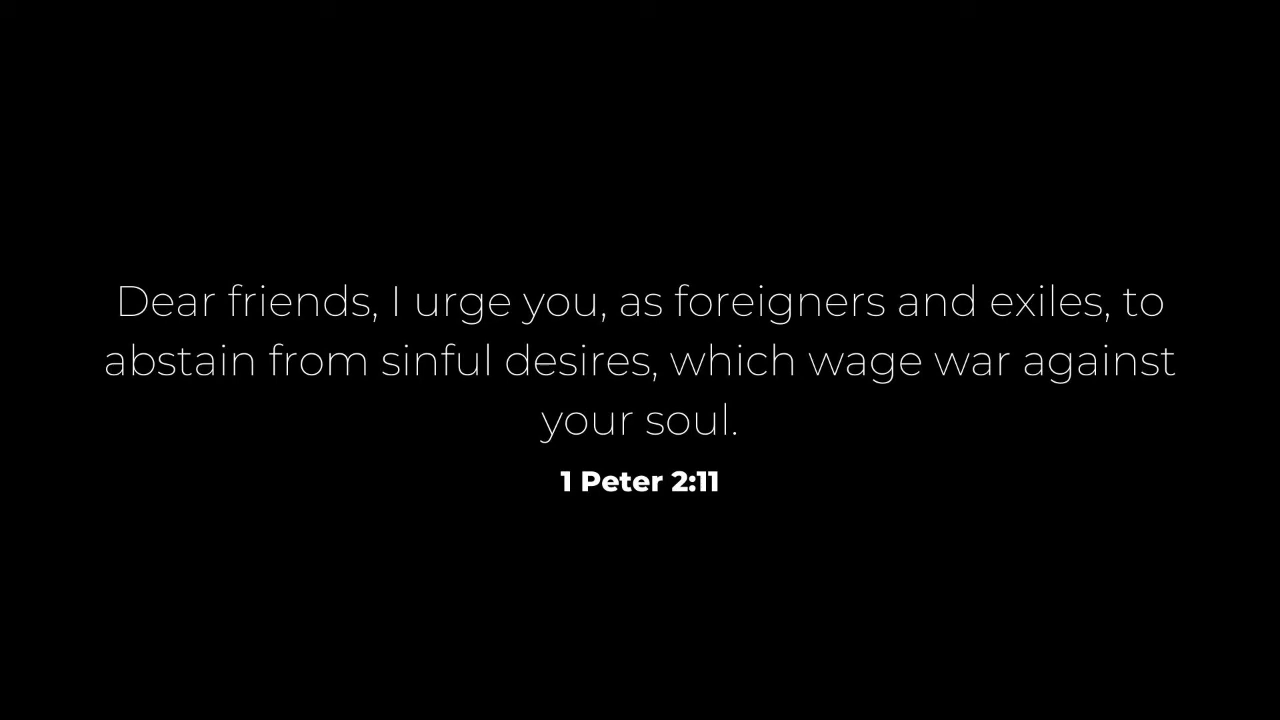 Dear friends, I urge you, as foreigners and exiles, to
abstain from sinful desires, which wage war against
your soul.
1 Peter 2:11